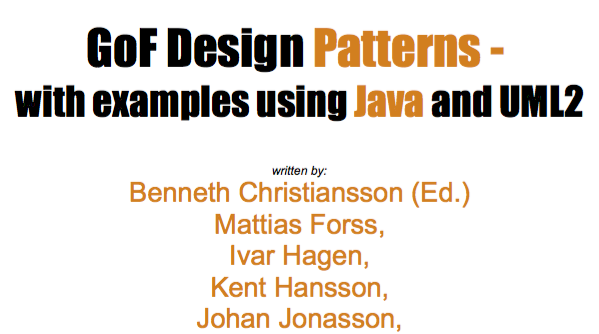 GoF Design Patterns -
with examples using Java and UML2
written by:
Benneth Christiansson (Ed.)
Mattias Forss,
Ivar Hagen,
Kent Hansson,
Johan Jonasson,